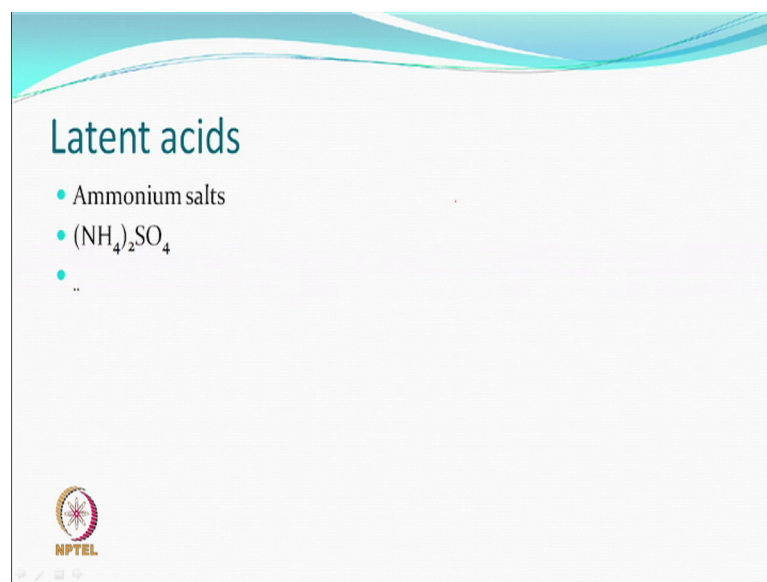 Latent acids
• Ammonium salts
• (NH₄)₂SO₄
• ..
NPTEL